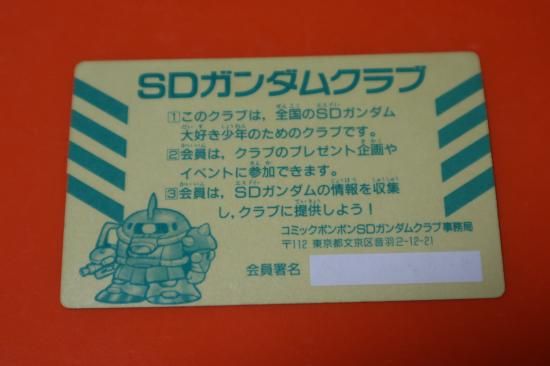 SDガンダムクラブ
1このクラブは、全国のSDガンダム
大好き少年のためのクラブです。
2会員は、クラブのプレゼント企画や
イベントに参加できます。
3会員は、SDガンダムの情報を収集
し、クラブに提供しよう!
コミックボンボンSDガンダムクラブ事務局
〒112 東京都文京区音羽2-12-21
会員署名